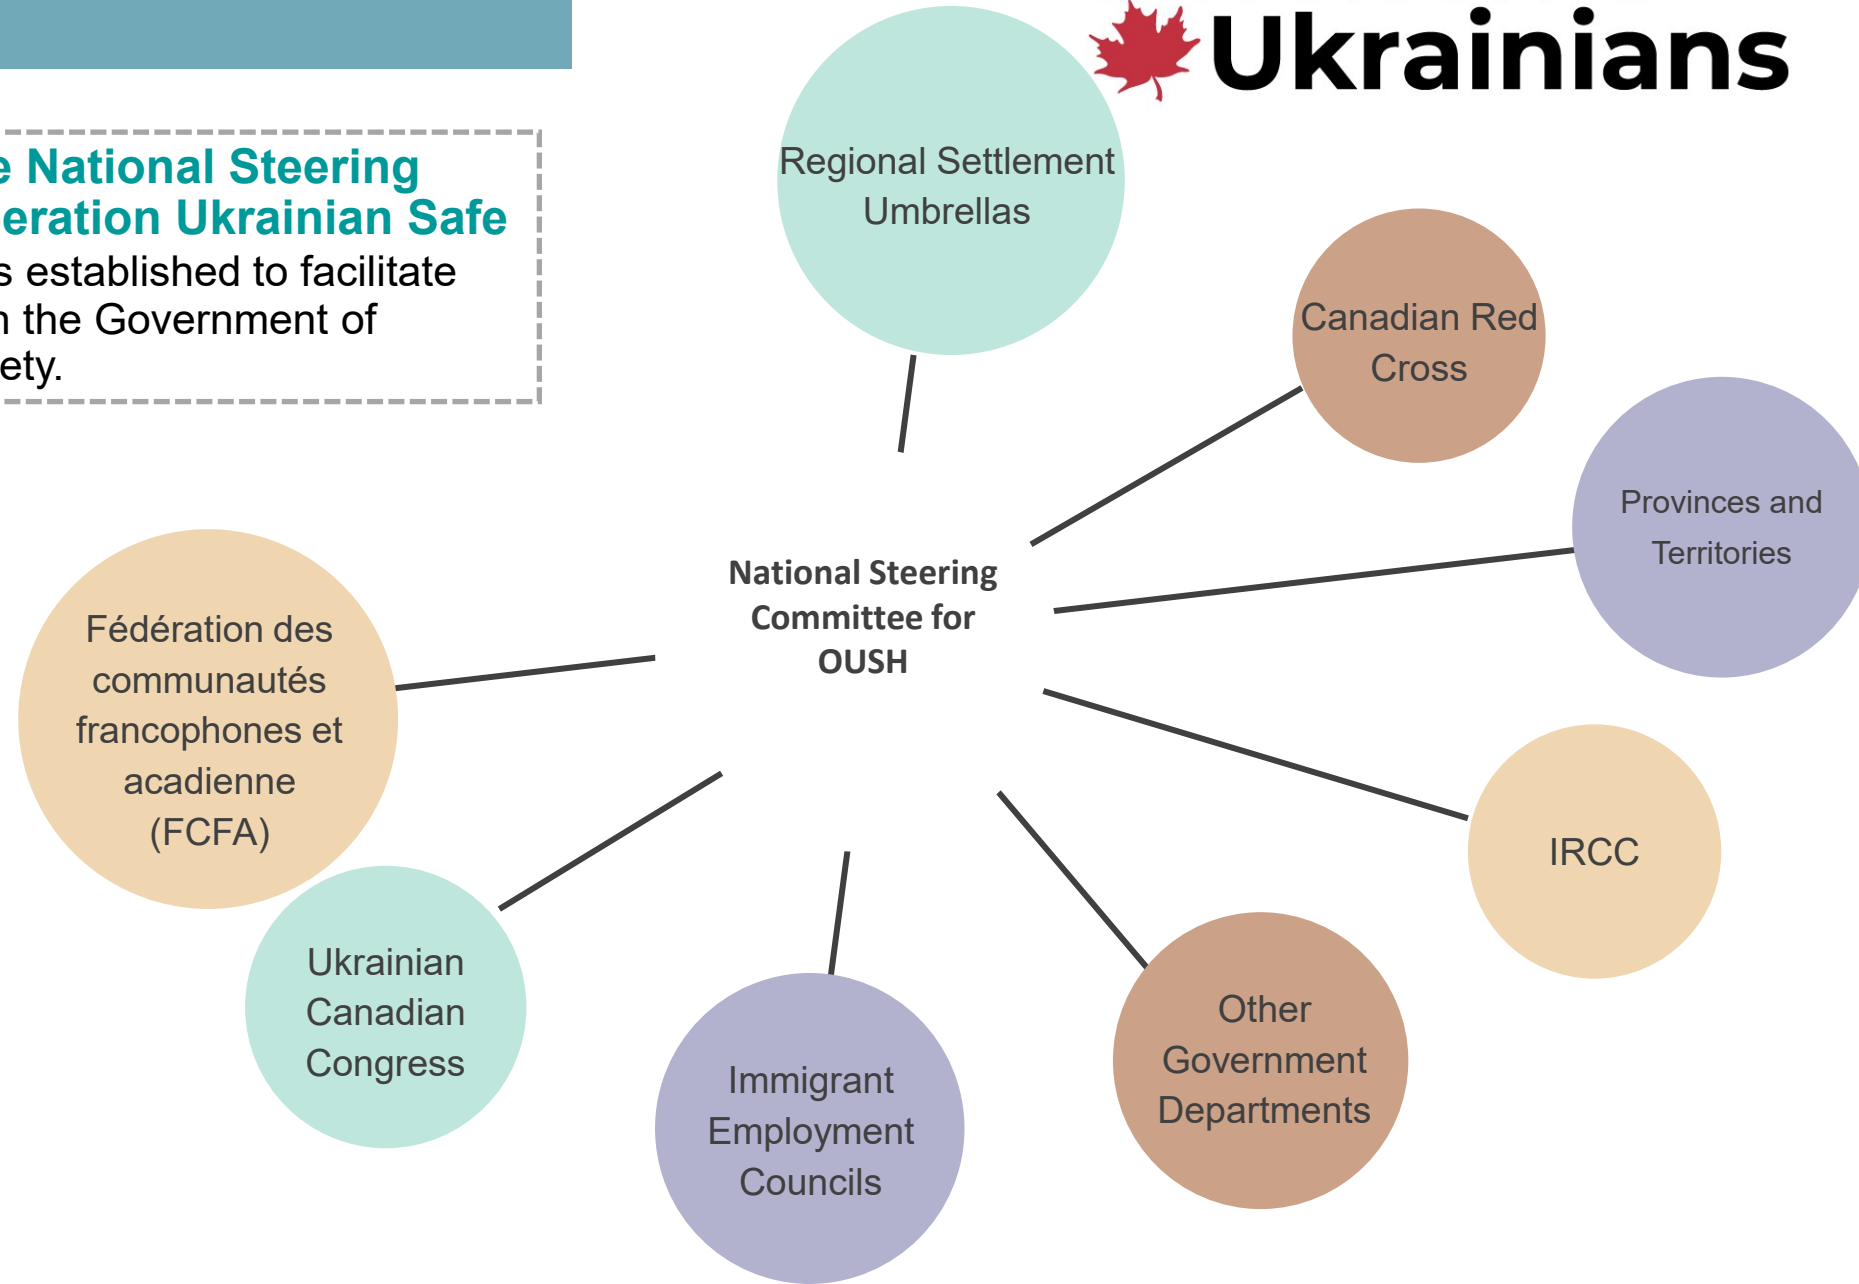 Ukrainians
e National Steering
eration Ukrainian Safe
s established to facilitate
n the Government of
ety.
Regional Settlement
Umbrellas
Canadian Red
Cross
Provinces and
Territories
National Steering
Committee for
OUSH
Fédération des
communautés
francophones et
acadienne
(FCFA)
IRCC
Ukrainian
Canadian
Congress
Other
Government
Departments
Immigrant
Employment
Councils